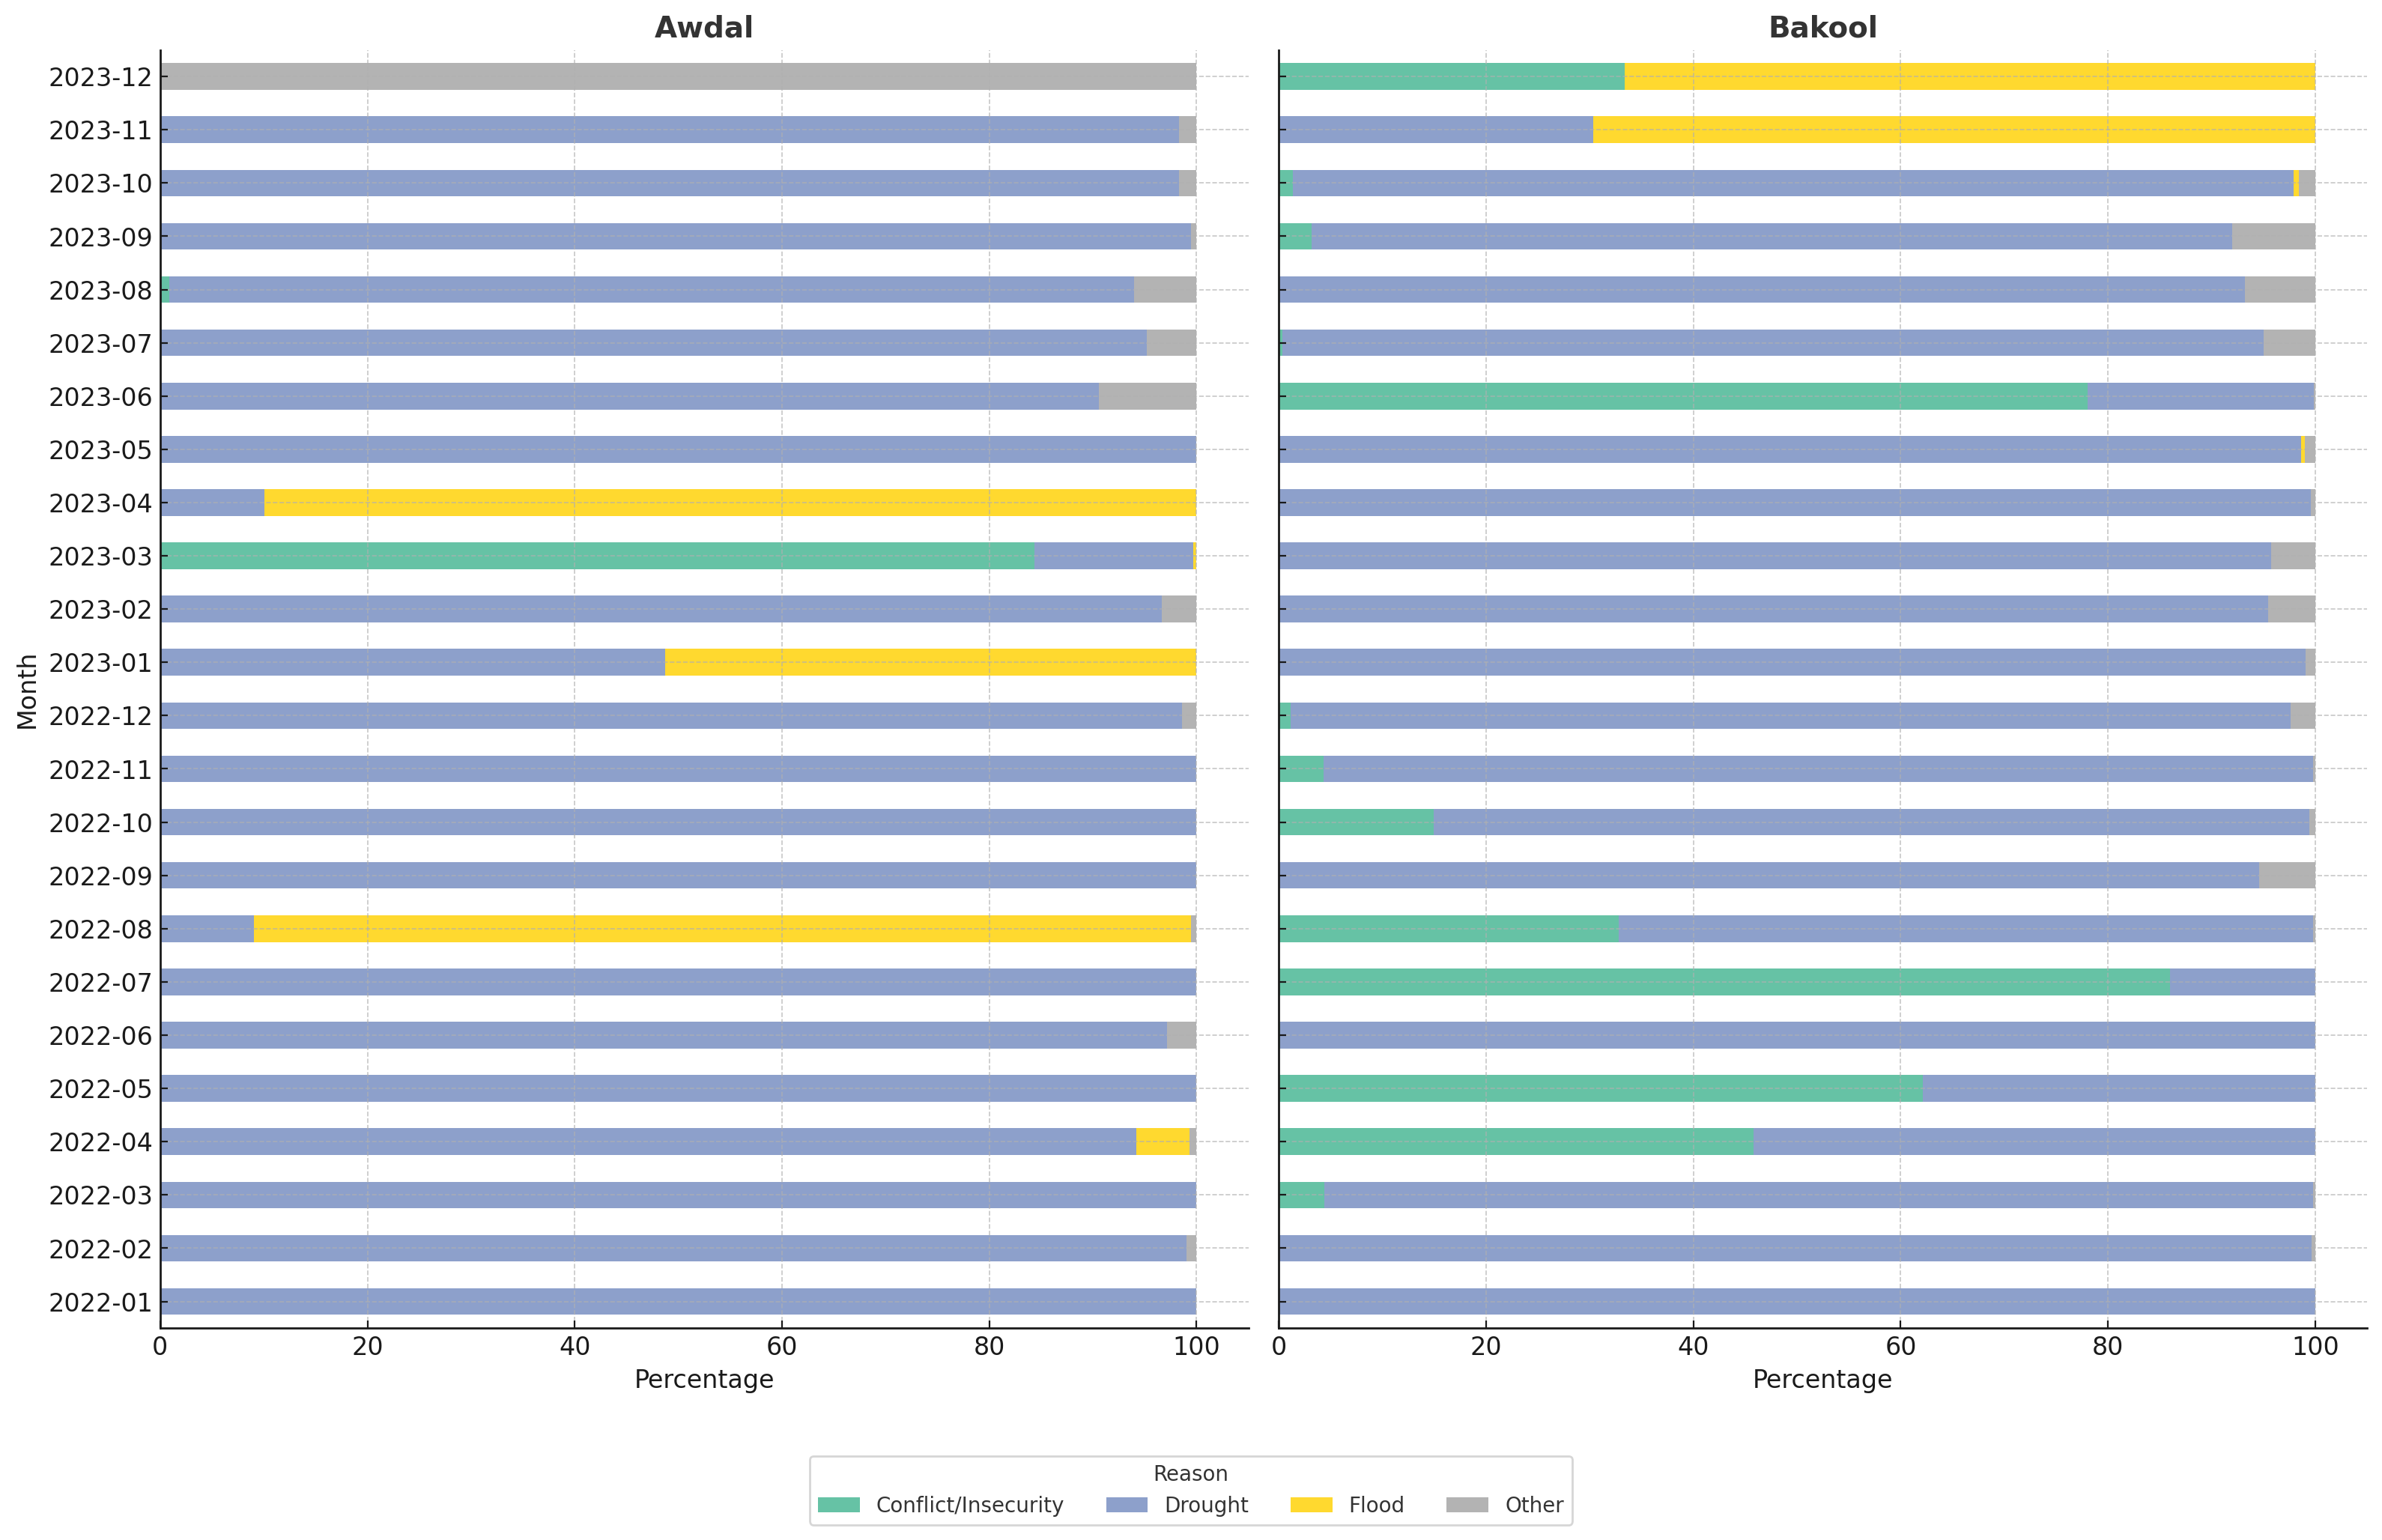 Awdal
Bakool
Month
2023-12
2023-11
2023-10
2023-09
2023-08
2023-07
2023-06
2023-05
2023-04
2023-03
2023-02
2023-01
2022-12
2022-11
2022-10
2022-09
2022-08
2022-07
2022-06
2022-05
2022-04
2022-03
2022-02
2022-01
0 20 40 60 80 100
0 20 40 60 80 100
Percentage
Percentage
Reason
Conflict/Insecurity Drought Flood Other